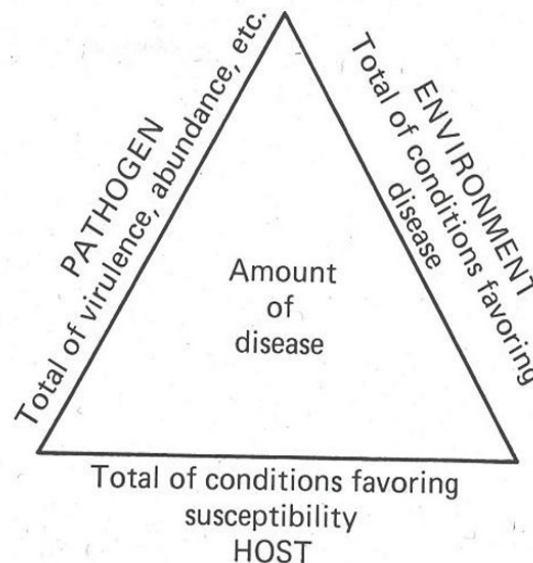 PATHOGEN
Total of virulence, abundance, etc.
ENVIRONMENT
Total of conditions favoring
disease
Amount
of
disease
Total of conditions favoring
susceptibility
HOST